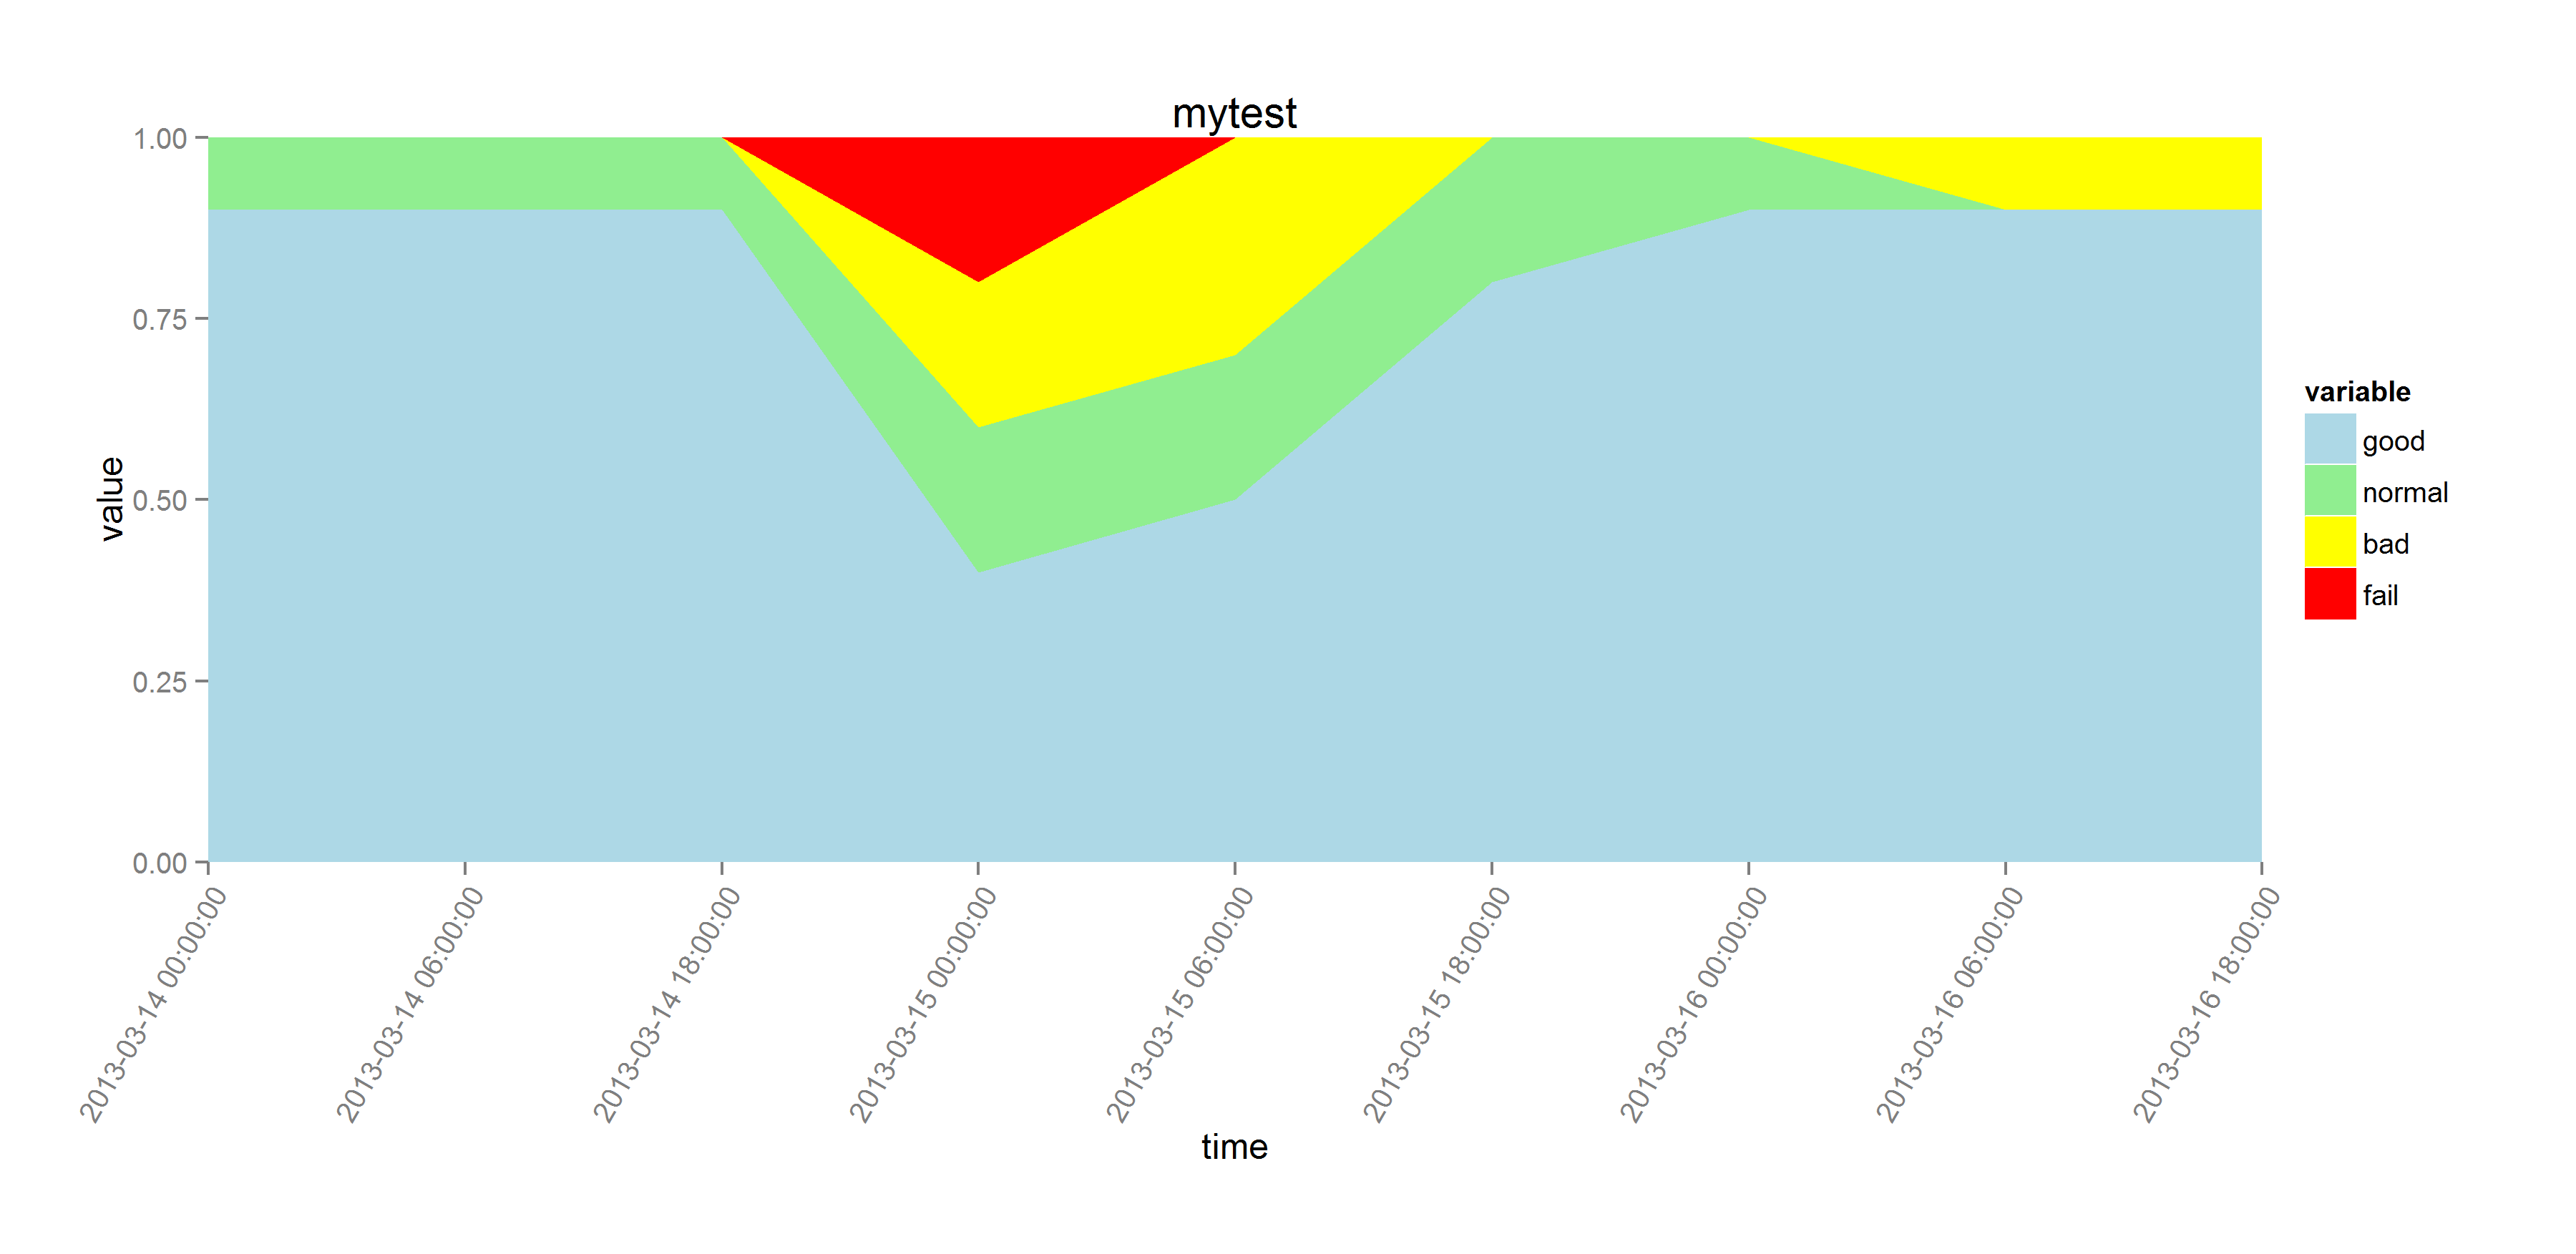 mytest
1.00
0.75
0.50
0.25
0.00
value
2013-03-14 00:00:00
2013-03-14 06:00:00
2013-03-14 18:00:00
2013-03-15 00:00:00
2013-03-15 06:00:00
2013-03-15 18:00:00
2013-03-16 00:00:00
2013-03-16 06:00:00
2013-03-16 18:00:00
time
variable
good
normal
bad
fail